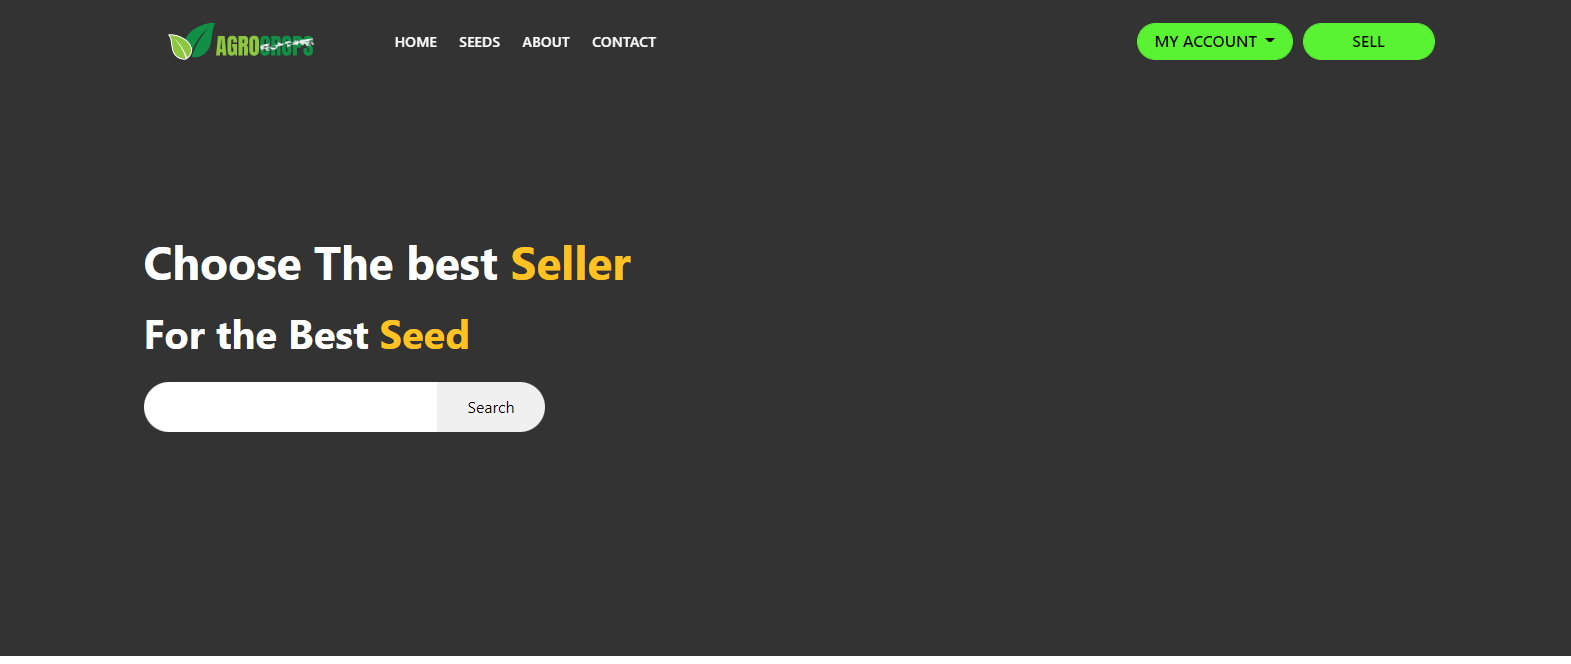 AGROCROPS
HOME SEEDS ABOUT CONTACT
MY ACCOUNT
SELL
Choose The best Seller
For the Best Seed
Search